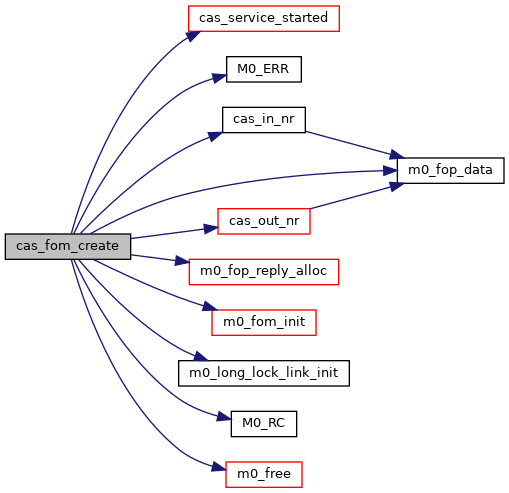 cas_service_started
M0_ERR
cas_in_nr
m0_fop_data
cas_out_nr
cas_fom_create
m0_fop_reply_alloc
m0_fom_init
m0_long_lock_link_init
M0_RC
m0_free